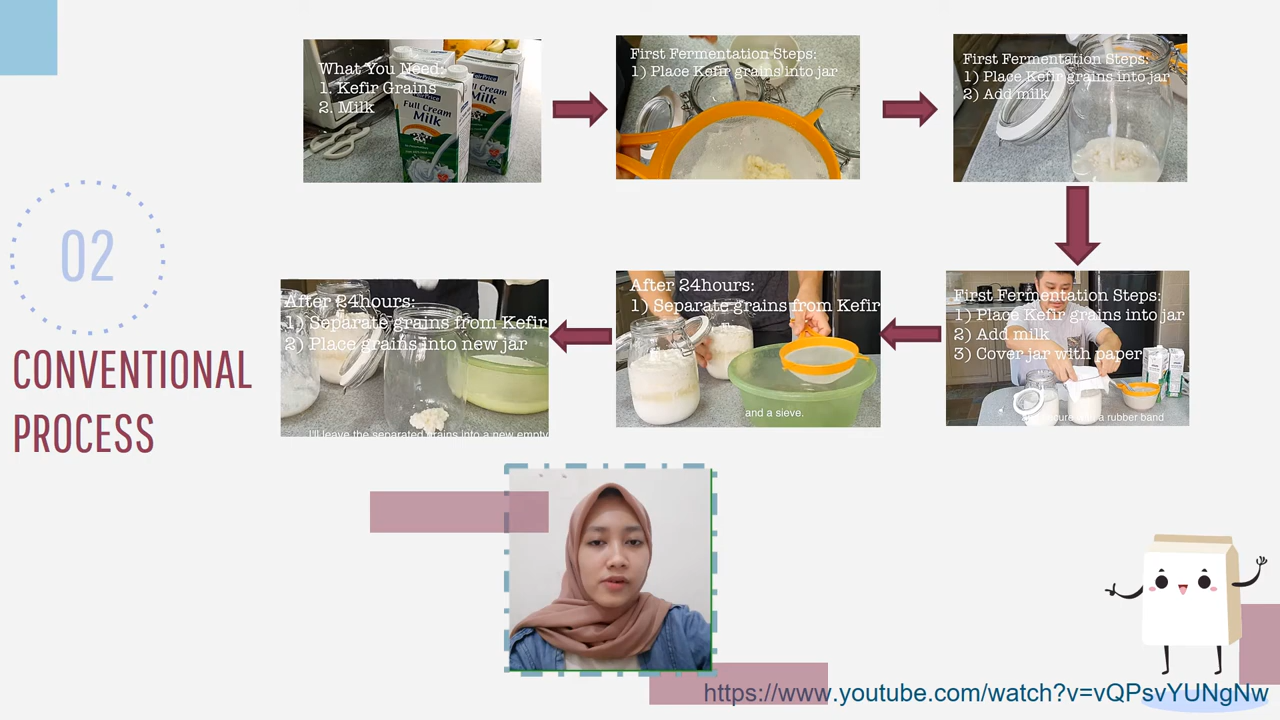 What You Need:
1. Kefir Grains
2. Milk
FairPrice
Full Cream
Milk
Milk
First Fermentation Steps:
1) Place Kefir grains into jar
First Fermentation Steps:
1) Place Kefir grains into jar
2) Add milk
02
CONVENTIONAL
PROCESS
After 24hours:
1) Separate grains from Kefir
2) Place grains into new jar
I'll leave the separated grains into a new empty
After 24hours:
1) Separate grains from Kefir
and a sieve.
First Fermentation Steps:
1) Place Kefir grains into jar
2) Add milk
3) Cover jar with paper
a rubber band
https://www.youtube.com/watch?v=vQPsvYUNgNw